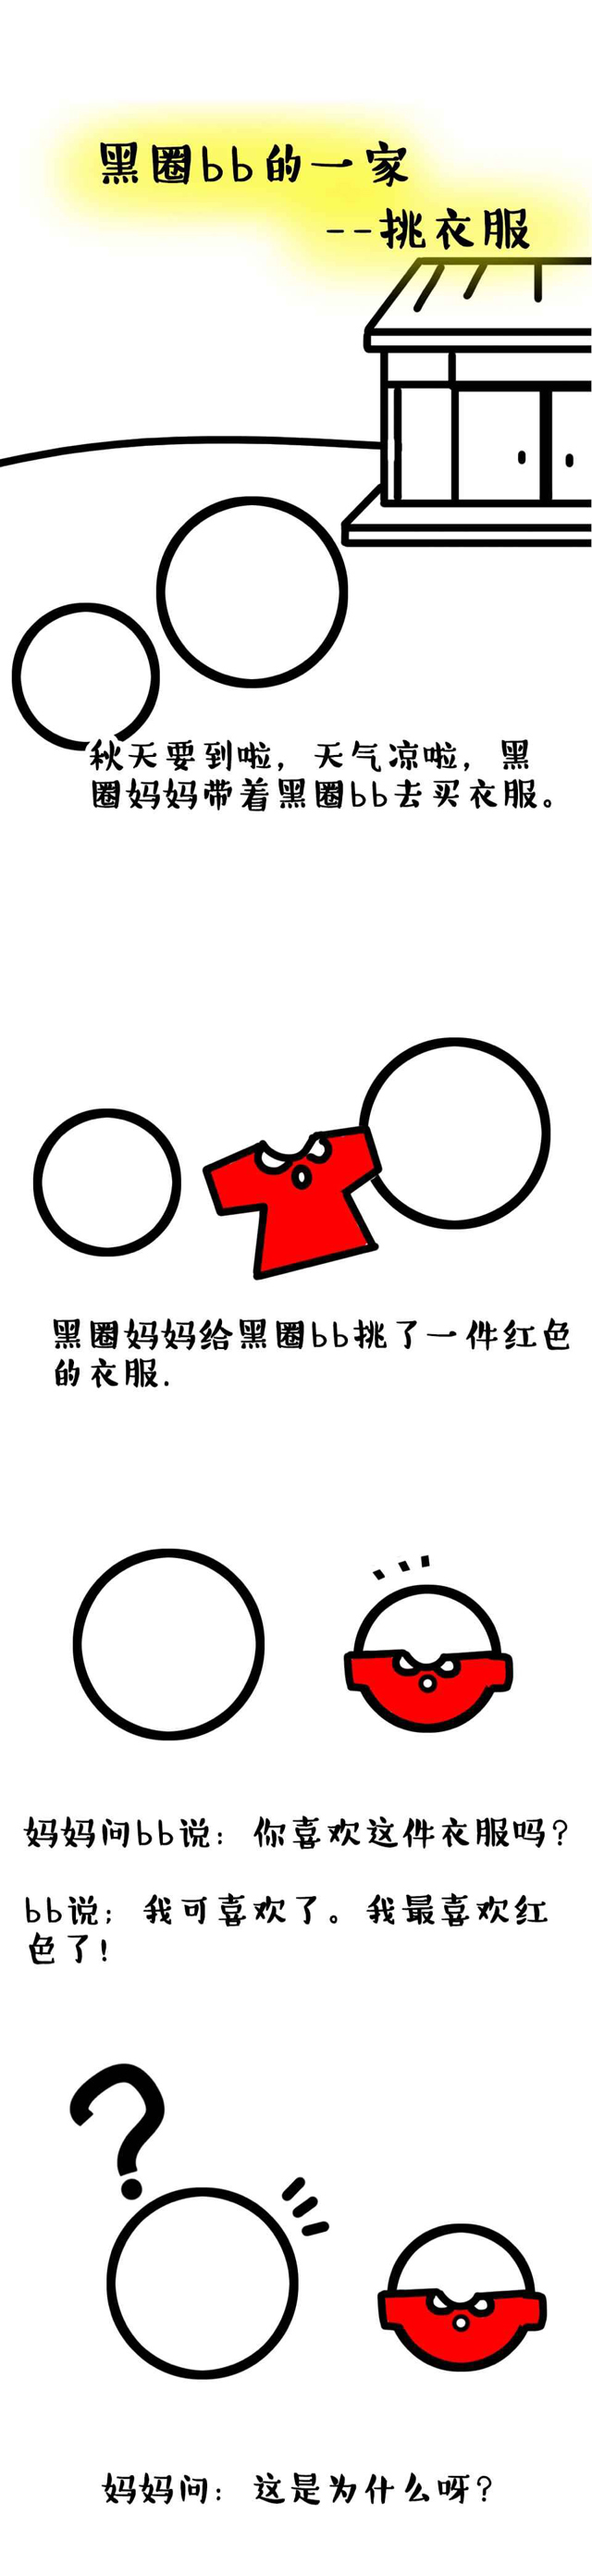 黑圈bb的一家
--挑衣服
秋天要到啦，天气凉啦，黑
圈妈妈带着黑圈bb去买衣服。
黑圈妈妈给黑圈bb挑了一件红色
的衣服.
妈妈问bb说：你喜欢这件衣服吗？
bb说；我可喜欢了。我最喜欢红
色了！
?
妈妈问：这是为什么呀？